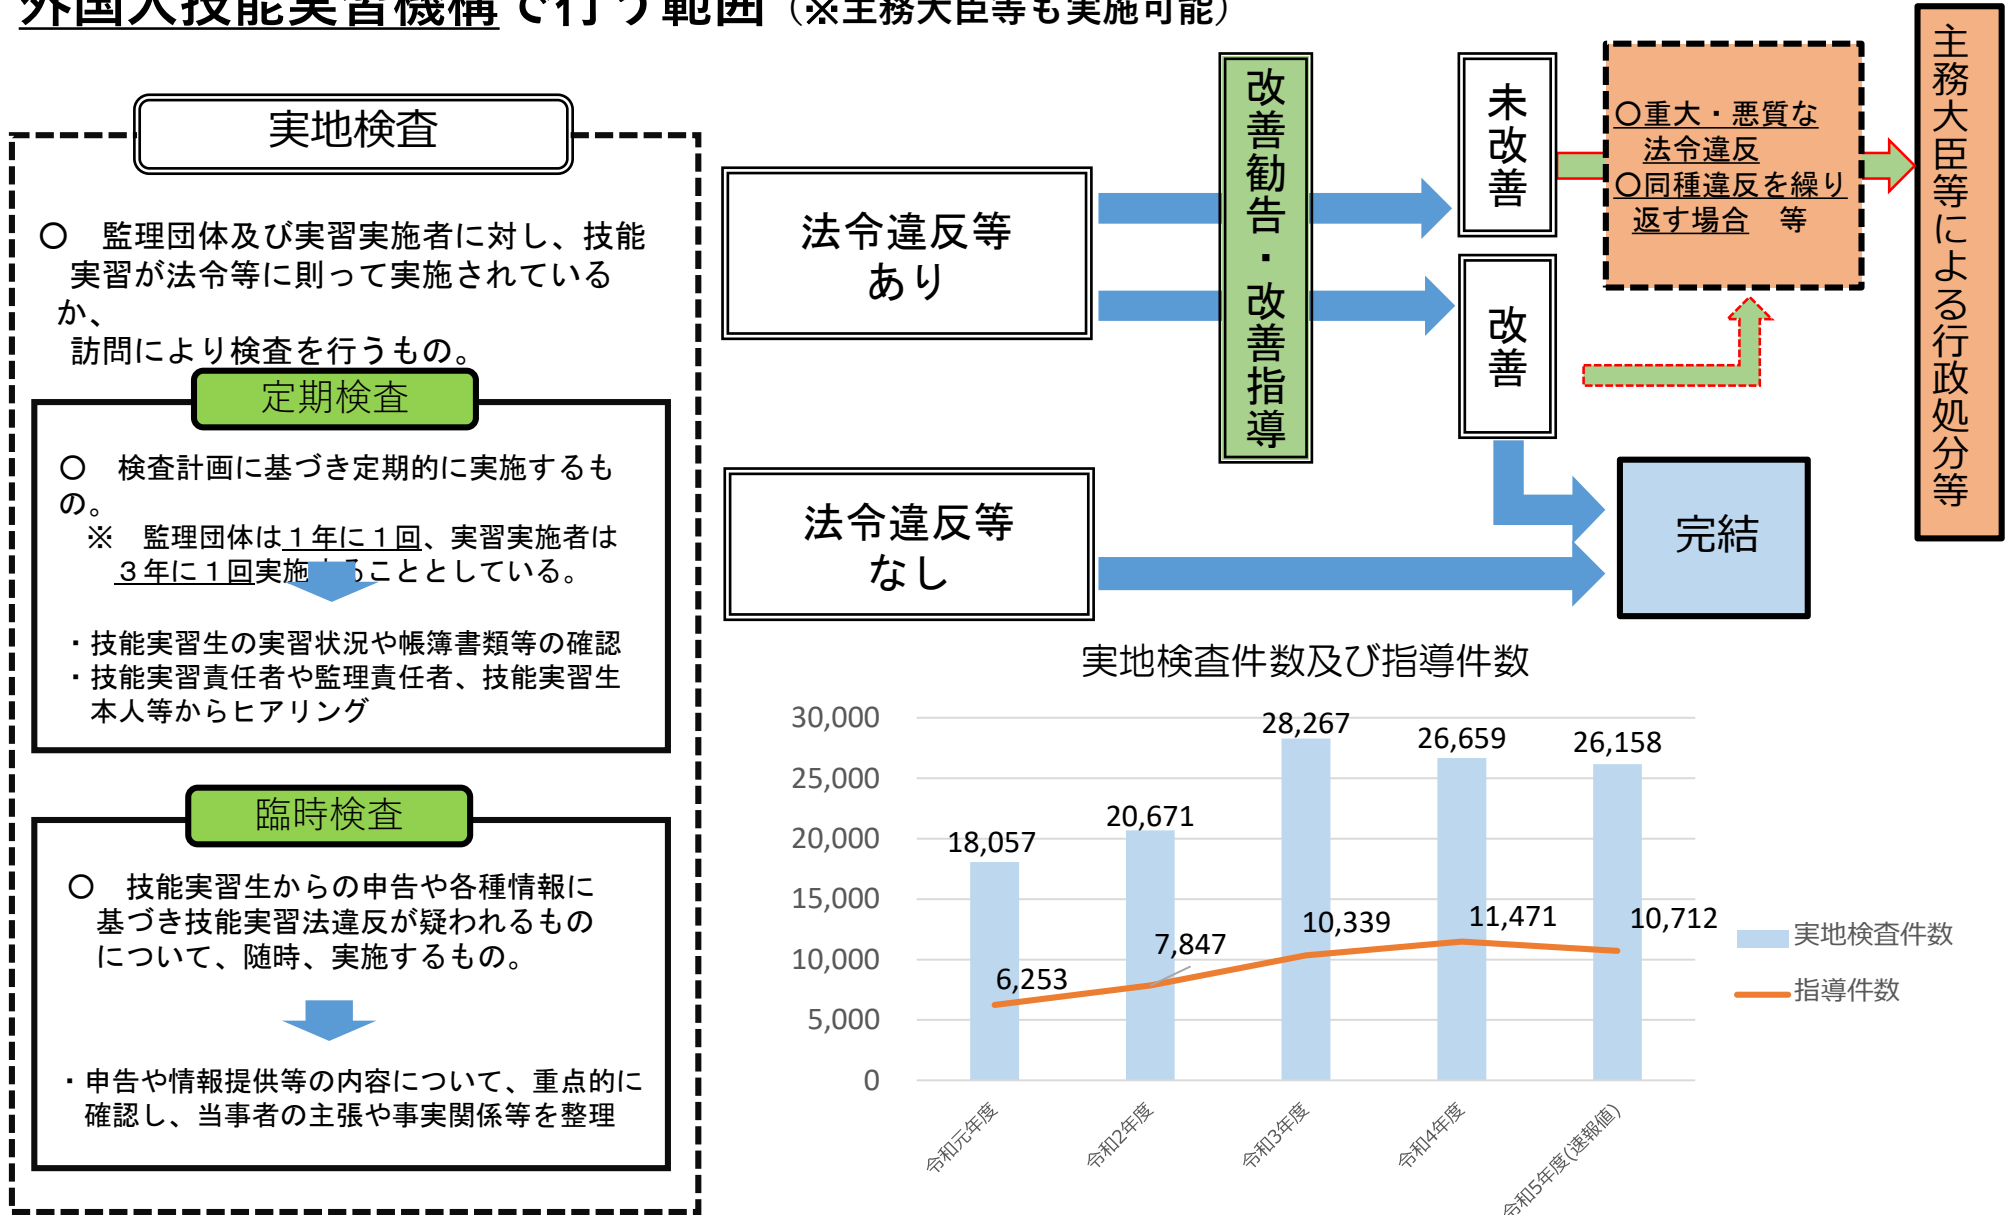 外国人技能実習機構で行う範囲（※主務大臣等も実施可能）
実地検査
〇　監理団体及び実習実施者に対し、技能
実習が法令等に則って実施されている
か、
訪問により検査を行うもの。
定期検査
〇　検査計画に基づき定期的に実施するも
の。
※　監理団体は１年に１回、実習実施者は
３年に１回実施することとしている。
・技能実習生の実習状況や帳簿書類等の確認
・技能実習責任者や監理責任者、技能実習生
本人等からヒアリング
臨時検査
〇　技能実習生からの申告や各種情報に
基づき技能実習法違反が疑われるもの
について、随時、実施するもの。
・申告や情報提供等の内容について、重点的に
確認し、当事者の主張や事実関係等を整理
法令違反等
あり
法令違反等
なし
改善勧告・改善指導
未改善
改善
〇重大・悪質な
法令違反
〇同種違反を繰り
返す場合　等
主務大臣等による行政処分等
完結
実地検査件数及び指導件数
30,000
25,000
20,000
15,000
10,000
5,000
0
18,057
20,671
28,267
26,659
26,158
6,253
7,847
10,339
11,471
10,712
令和元年度
令和2年度
令和3年度
令和4年度
令和5年度(速報値)
実地検査件数
指導件数